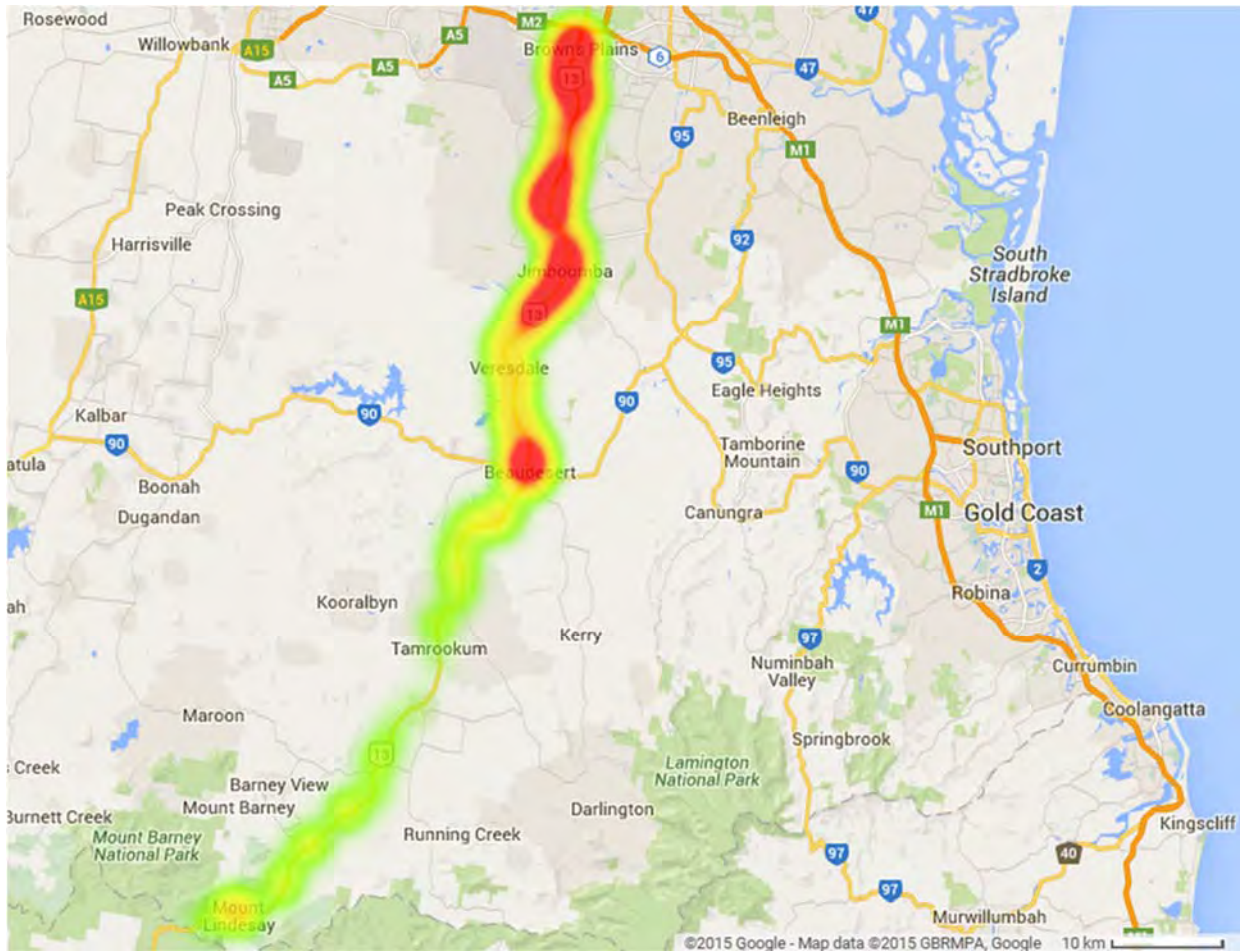 Rosewood
M2
47
Willowbank
A5
Browns Plains
A15
A5
A5
6
13
47
Beenleigh
95
M1
Peak Crossing
Harrisville
92
South
Stradbroke
Island
Jimboomba
A15
13
M1
Veresdale
95
Eagle Heights
Kalbar
90
90
90
Tamborine
Mountain
Southport
atula
Beaudesert
90
Boonah
Dugandan
Canungra
M1
Gold Coast
2
Robina
ah
Kooralbyn
Kerry
97
Tamrookum
Numinbah
Valley
Currumbin
Maroon
Coolangatta
13
Springbrook
s Creek
Lamington
National Park
Barney View
Mount Barney
Darlington
Burnett Creek
Running Creek
Kingscliff
Mount Barney
National Park
97
40
97
Mount
Lindesay
Murwillumbah
©2015 Google - Map data ©2015 GBRMPA, Google
10 km